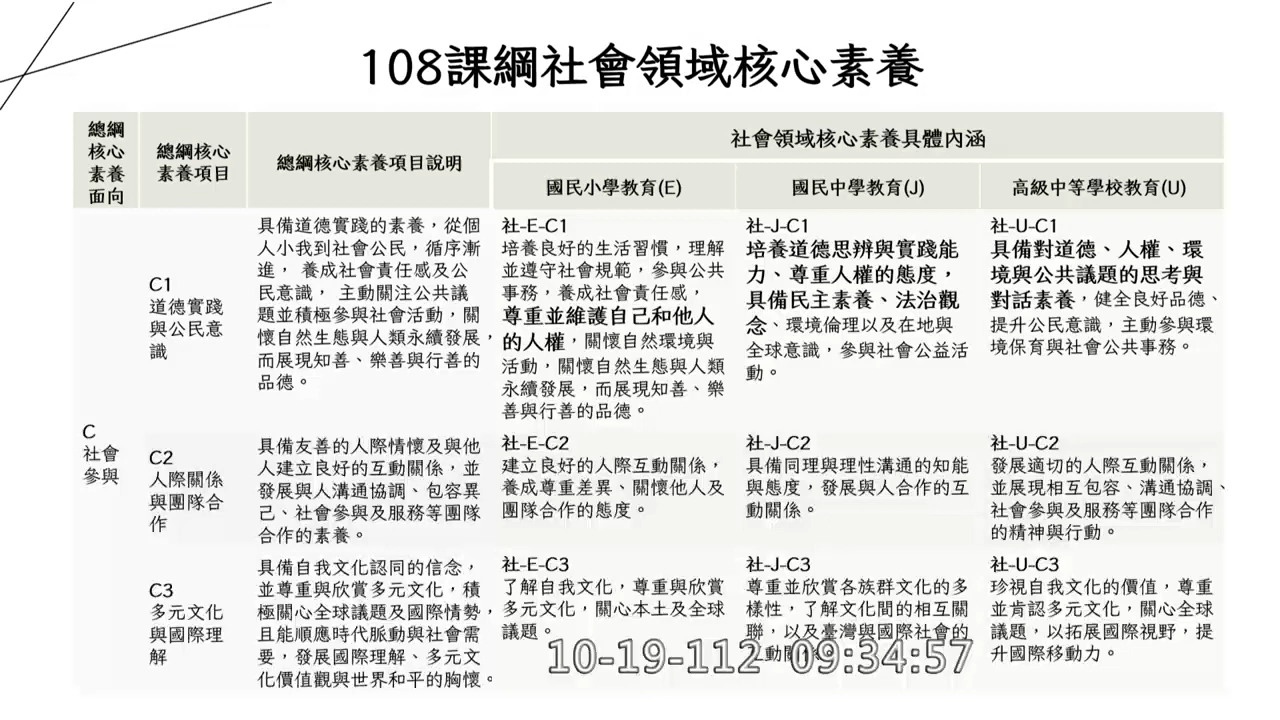 108課綱社會領域核心素養
總綱
核心
素養
面向
總綱核心
素養項目
總綱核心素養項目說明
社會領域核心素養具體內涵
國民小學教育(E)
國民中學教育(J)
高級中等學校教育(U)
C
社會
參與
C1
道德實踐
與公民意
識
具備道德實踐的素養，從個
人小我到社會公民，循序漸
進， 養成社會責任感及公
民意識， 主動關注公共議
題並積極參與社會活動，關
懷自然生態與人類永續發展，
而展現知善、樂善與行善的
品德。
社-E-C1
培養良好的生活習慣，理解
並遵守社會規範，參與公共
事務，養成社會責任感，
尊重並維護自己和他人
的人權，關懷自然環境與
活動，關懷自然生態與人類
永續發展，而展現知善、樂
善與行善的品德。
社-J-C1
培養道德思辨與實踐能
力、尊重人權的態度，
具備民主素養、法治觀
念、環境倫理以及在地與
全球意識，參與社會公益活
動。
社-U-C1
具備對道德、人權、環
境與公共議題的思考與
對話素養，健全良好品德、
提升公民意識，主動參與環
境保育與社會公共事務。
C2
人際關係
與團隊合
作
具備友善的人際情懷及與他
人建立良好的互動關係，並
發展與人溝通協調、包容異
己、社會參與及服務等團隊
合作的素養。
社-E-C2
建立良好的人際互動關係，
養成尊重差異、關懷他人及
團隊合作的態度。
社-J-C2
具備同理與理性溝通的知能
與態度，發展與人合作的互
動關係。
社-U-C2
發展適切的人際互動關係，
並展現相互包容、溝通協調、
社會參與及服務等團隊合作
的精神與行動。
C3
多元文化
與國際理
解
具備自我文化認同的信念，
並尊重與欣賞多元文化，積
極關心全球議題及國際情勢，
且能順應時代脈動與社會需
要，發展國際理解、多元文
化價值觀與世界和平的胸懷。
社-E-C3
了解自我文化，尊重與欣賞
多元文化，關心本土及全球
議題。
社-J-C3
尊重並欣賞各族群文化的多
樣性，了解文化間的相互關
聯，以及臺灣與國際社會的
互動關係。
社-U-C3
珍視自我文化的價值，尊重
並肯認多元文化，關心全球
議題，以拓展國際視野，提
升國際移動力。
10-19-112 09:34:57